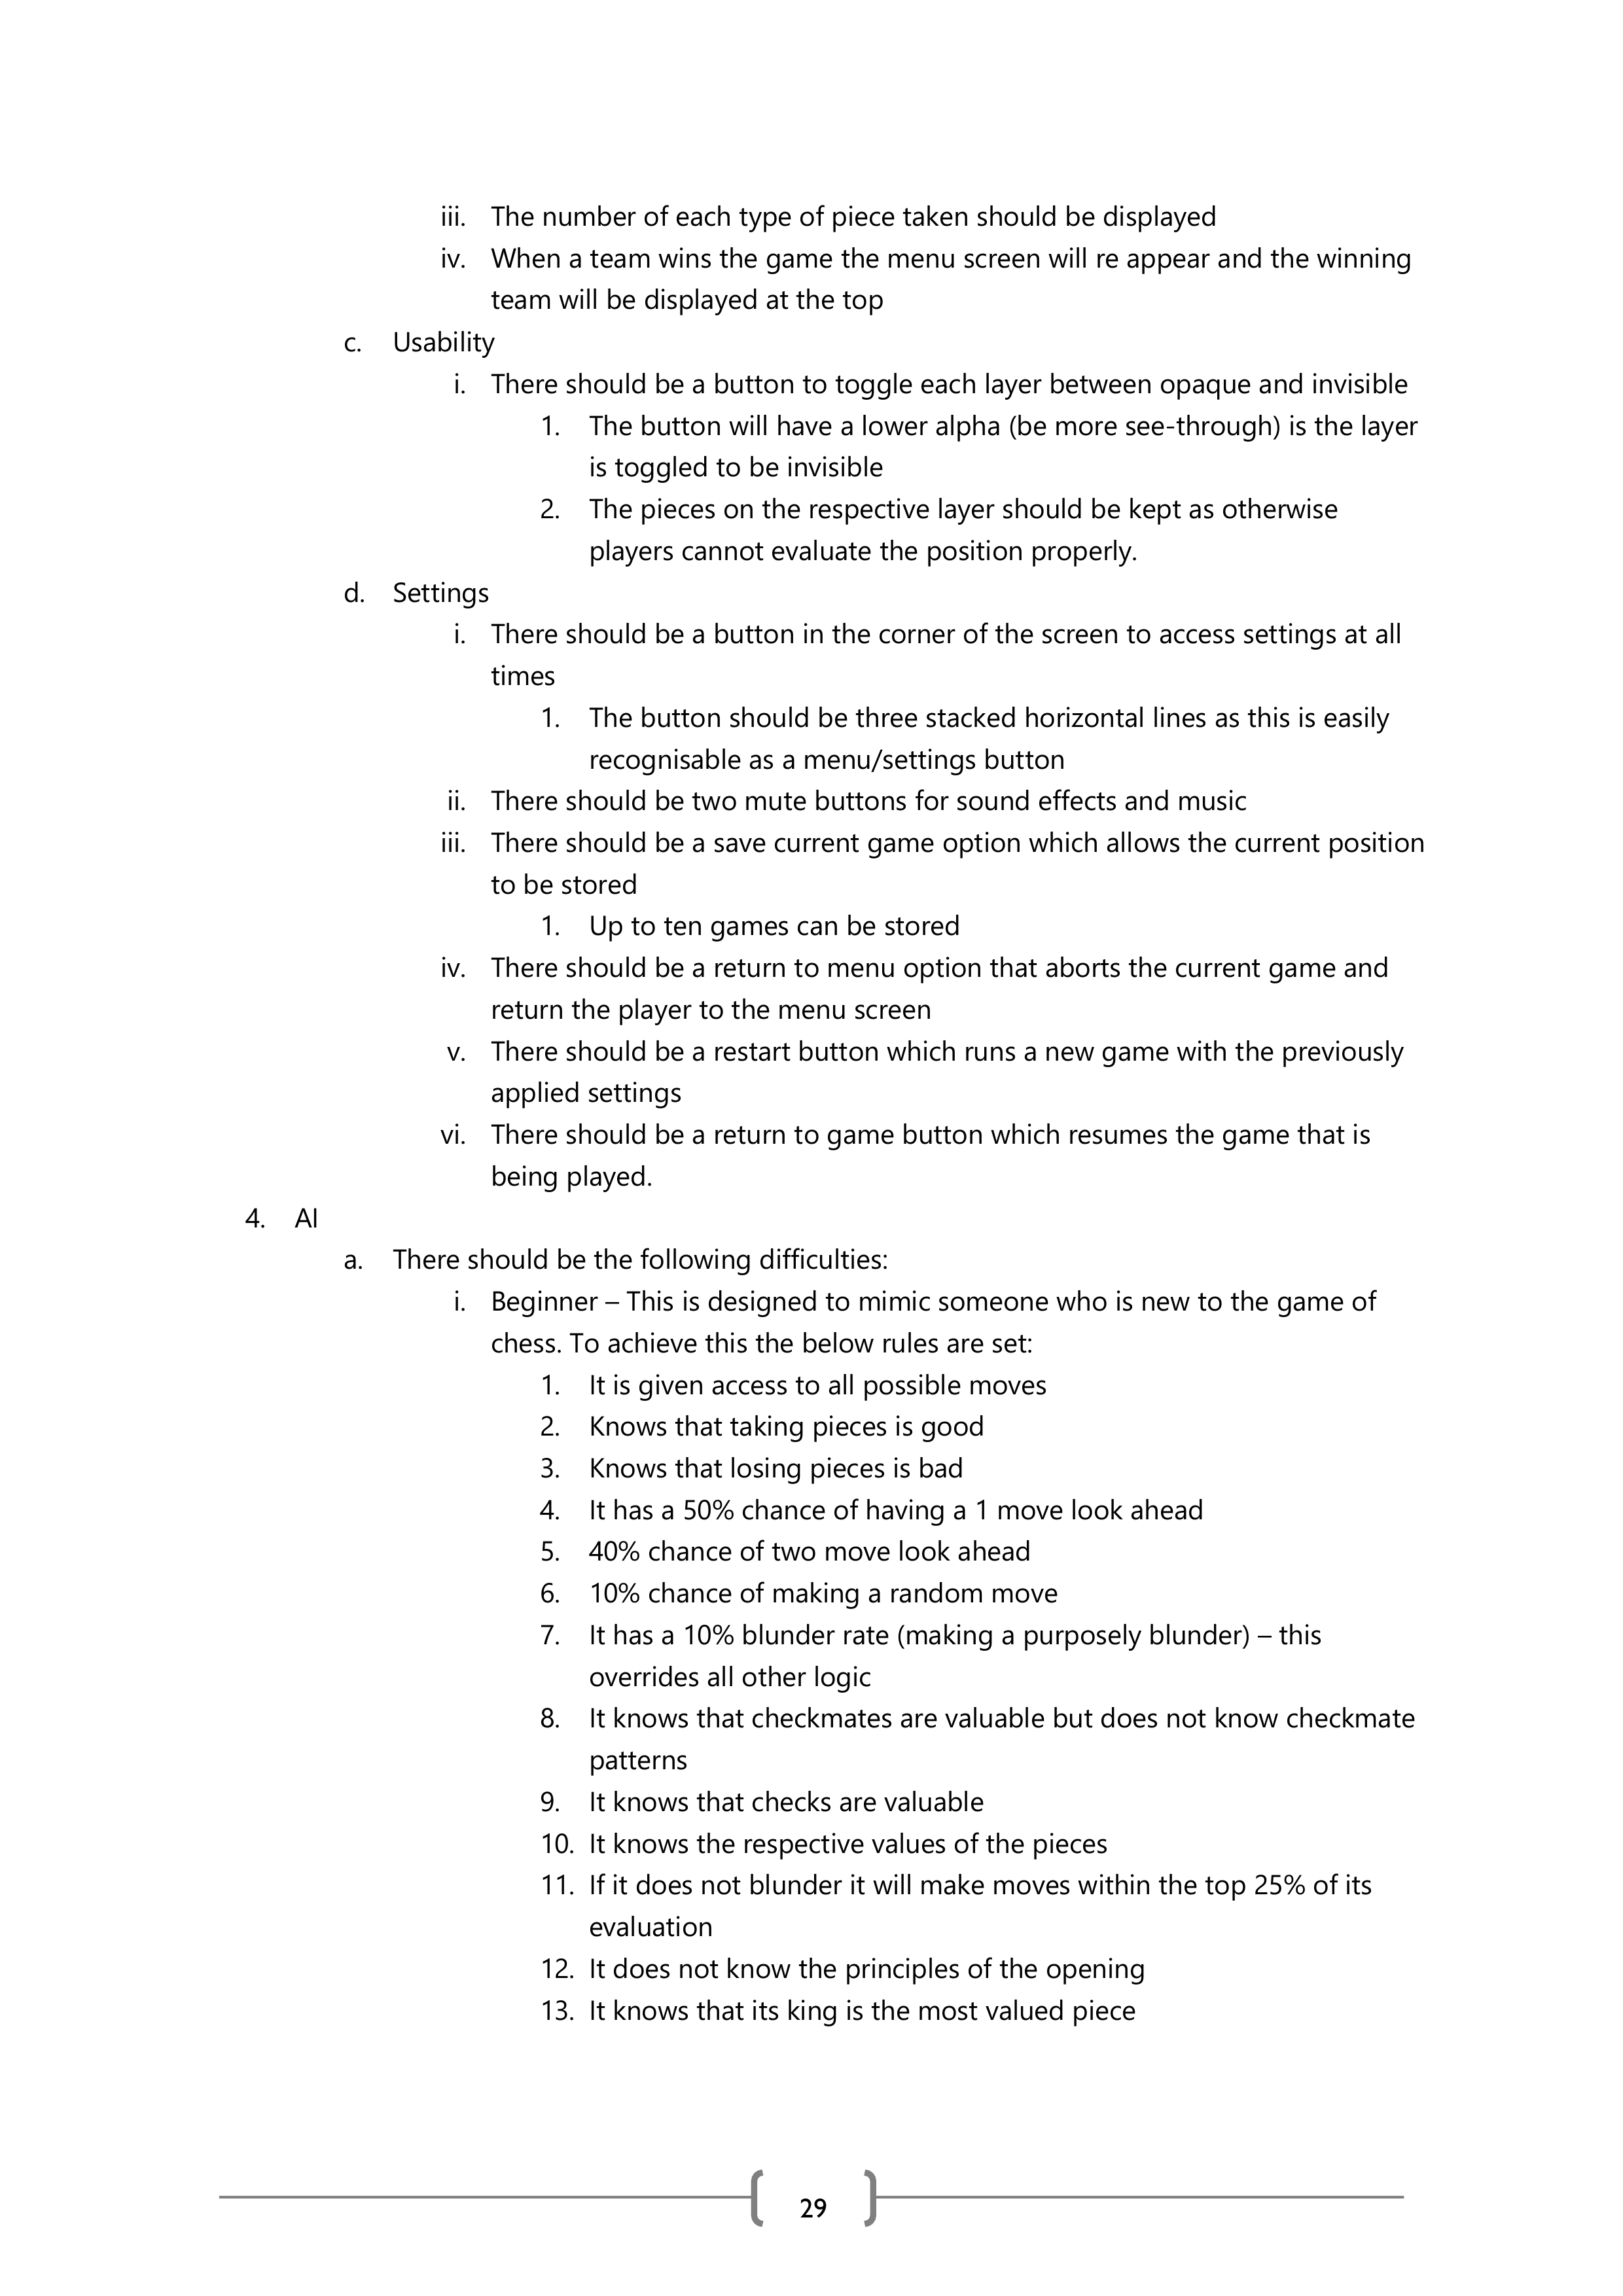 iii. The number of each type of piece taken should be displayed
iv. When a team wins the game the menu screen will re appear and the winning
team will be displayed at the top
c. Usability
i. There should be a button to toggle each layer between opaque and invisible
1. The button will have a lower alpha (be more see-through) is the layer
is toggled to be invisible
2. The pieces on the respective layer should be kept as otherwise
players cannot evaluate the position properly.
d. Settings
i. There should be a button in the corner of the screen to access settings at all
times
1. The button should be three stacked horizontal lines as this is easily
recognisable as a menu/settings button
ii. There should be two mute buttons for sound effects and music
iii. There should be a save current game option which allows the current position
to be stored
1. Up to ten games can be stored
iv. There should be a return to menu option that aborts the current game and
return the player to the menu screen
v. There should be a restart button which runs a new game with the previously
applied settings
vi. There should be a return to game button which resumes the game that is
being played.
4. AI
a. There should be the following difficulties:
i. Beginner – This is designed to mimic someone who is new to the game of
chess. To achieve this the below rules are set:
1. It is given access to all possible moves
2. Knows that taking pieces is good
3. Knows that losing pieces is bad
4. It has a 50% chance of having a 1 move look ahead
5. 40% chance of two move look ahead
6. 10% chance of making a random move
7. It has a 10% blunder rate (making a purposely blunder) – this
overrides all other logic
8. It knows that checkmates are valuable but does not know checkmate
patterns
9. It knows that checks are valuable
10. It knows the respective values of the pieces
11. If it does not blunder it will make moves within the top 25% of its
evaluation
12. It does not know the principles of the opening
13. It knows that its king is the most valued piece
29